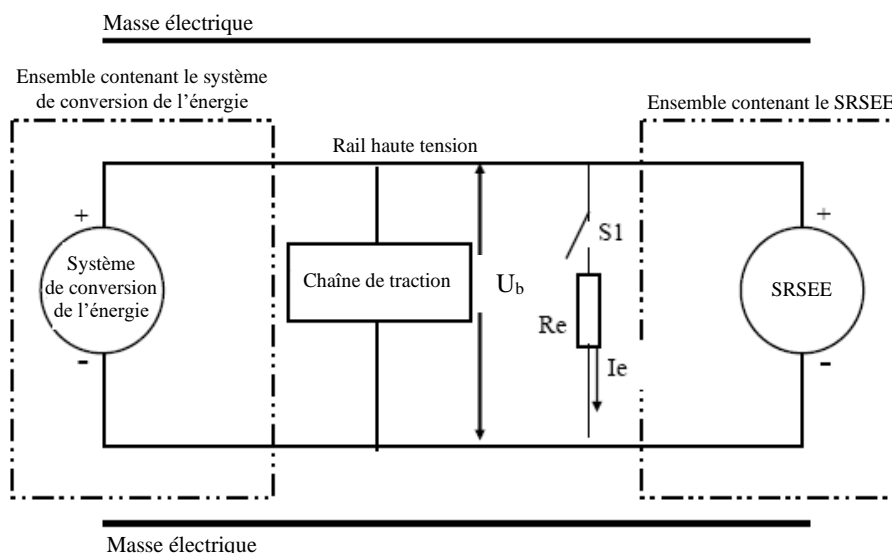 Masse électrique
Ensemble contenant le système
de conversion de l'énergie
Ensemble contenant le SRSEE
Rail haute tension
+
+
S1
Système
de conversion
de l'énergie
Chaîne de traction
Ub
SRSEE
Re
-
Ie
-
Masse électrique